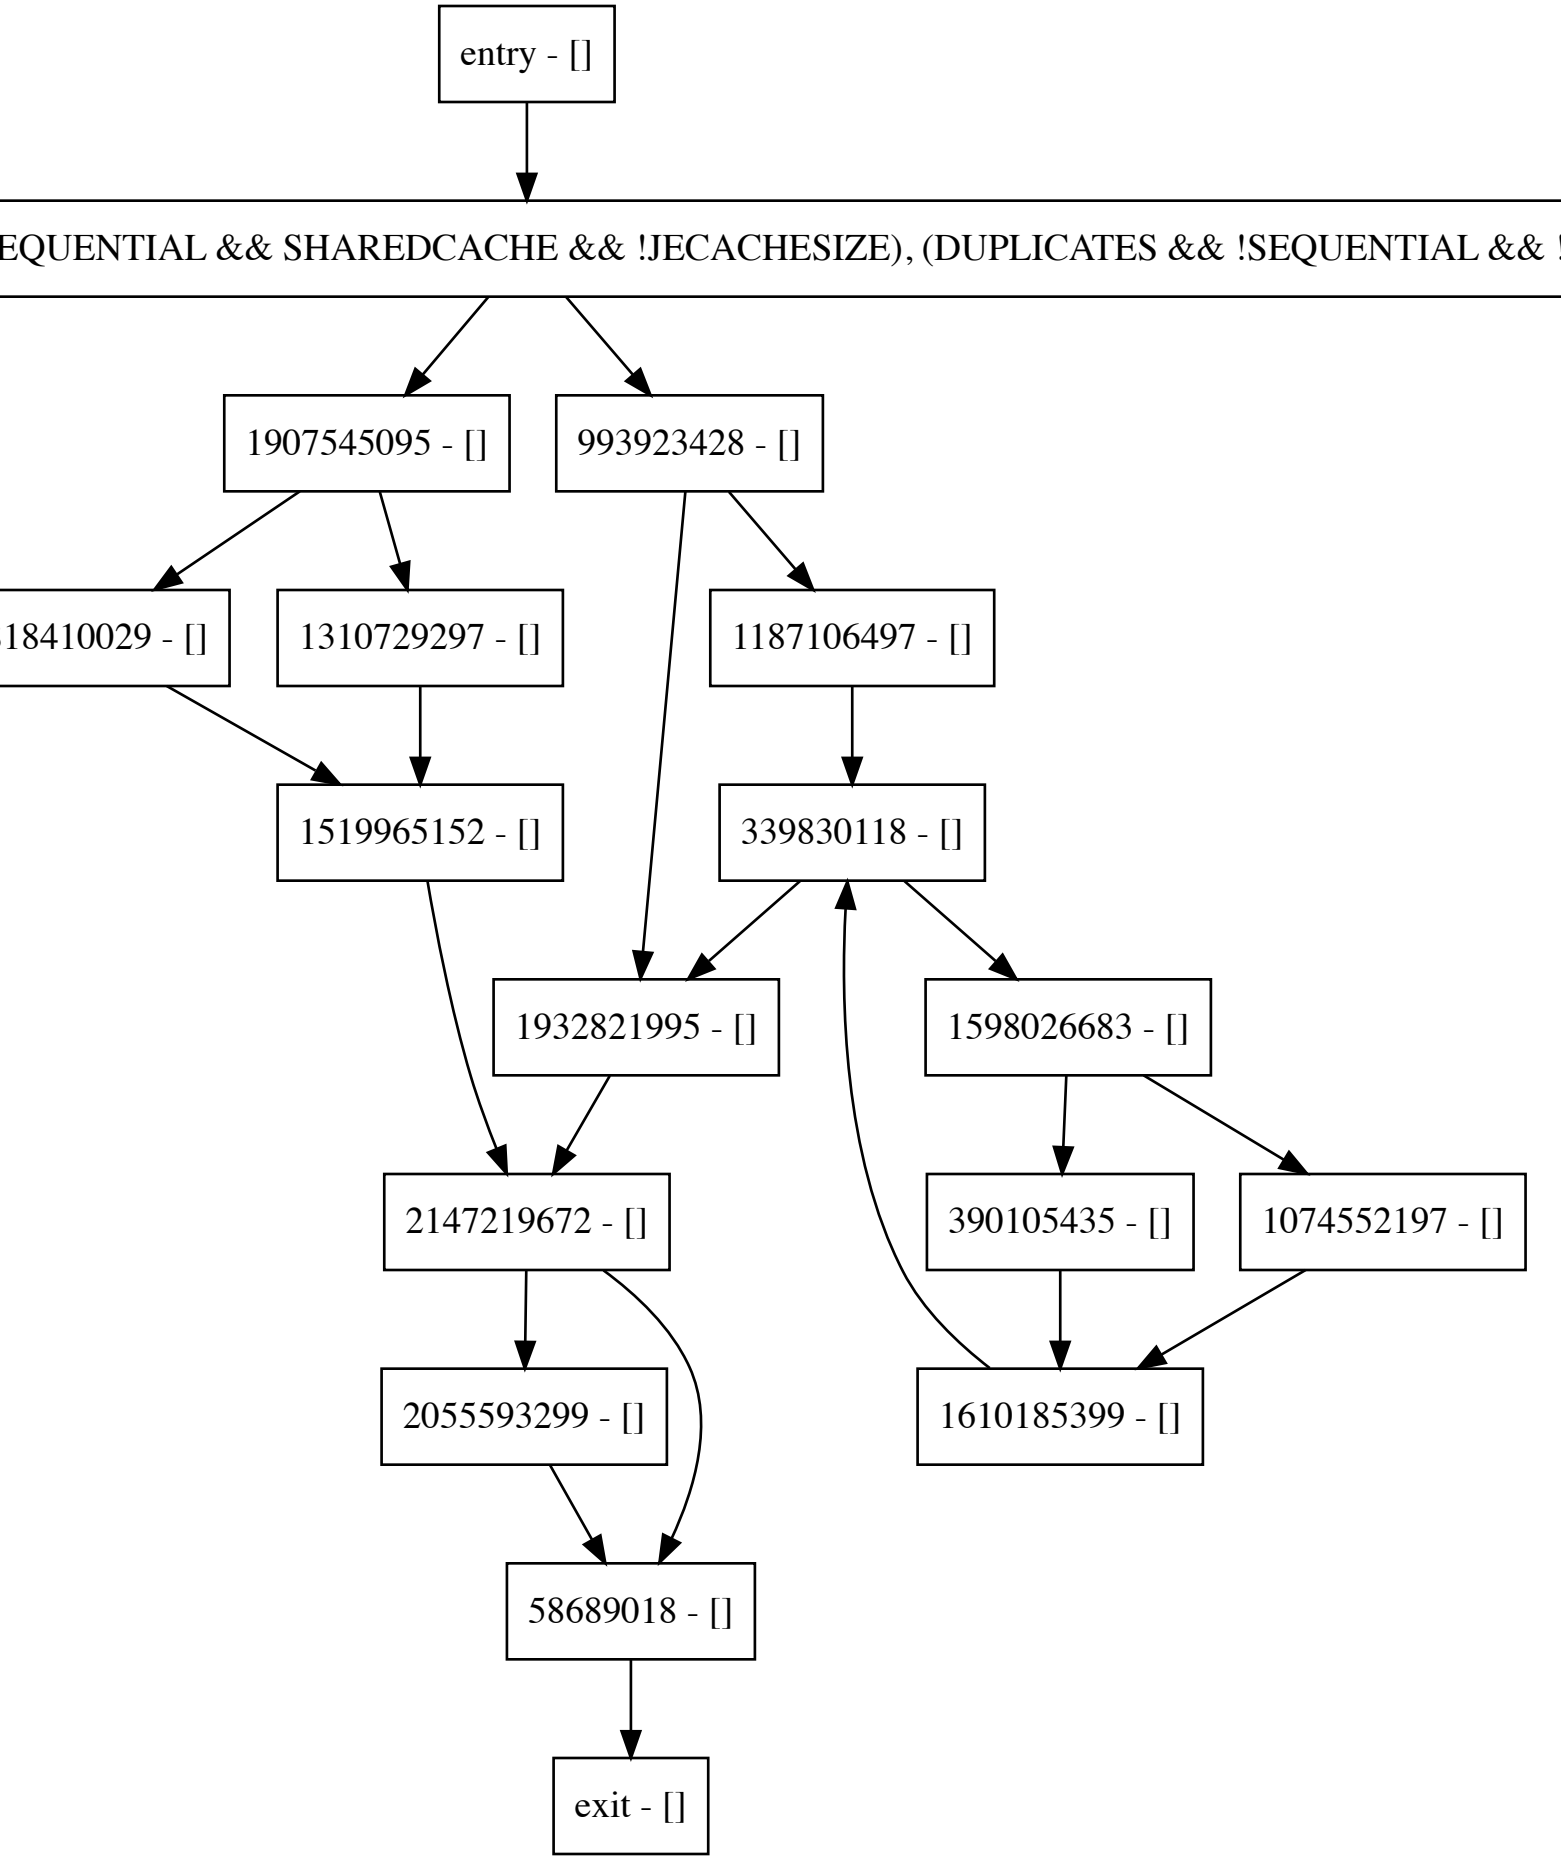 entry - []
EQUENTIAL && SHAREDCACHE && !JECACHESIZE), (DUPLICATES && !SEQUENTIAL && !
1907545095 - []
993923428 - []
18410029 - []
1310729297 - []
1187106497 - []
1519965152 - []
339830118 - []
1932821995 - []
1598026683 - []
2147219672 - []
390105435 - []
1074552197 - []
2055593299 - []
1610185399 - []
58689018 - []
exit - []